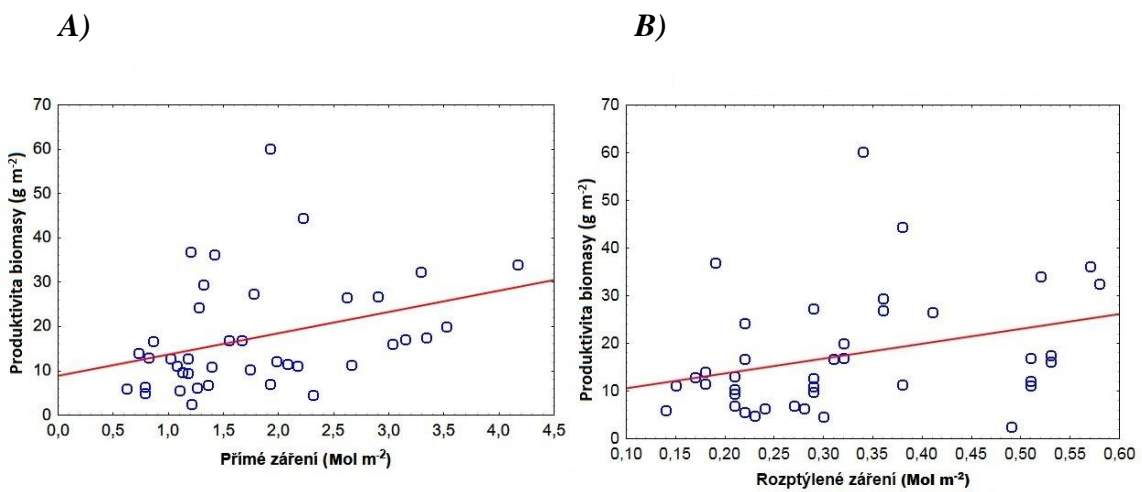 A)
B)
70
60
50
40
30
20
10
0
Produktivita biomasy (g m⁻²)
0,0 0,5 1,0 1,5 2,0 2,5 3,0 3,5 4,0 4,5
Přímé záření (Mol m⁻²)
70
60
50
40
30
20
10
0
Produktivita biomasy (g m⁻²)
0,10 0,15 0,20 0,25 0,30 0,35 0,40 0,45 0,50 0,55 0,60
Rozptýlené záření (Mol m⁻²)